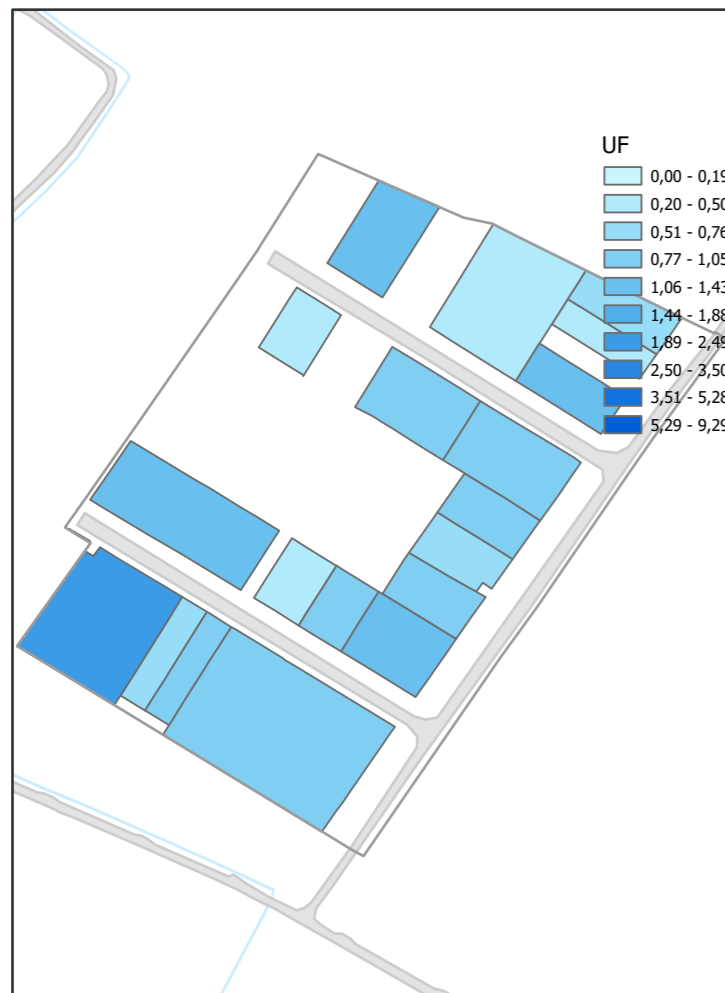 UF
0,00 - 0,19
0,20 - 0,50
0,51 - 0,76
0,77 - 1,05
1,06 - 1,43
1,44 - 1,88
1,89 - 2,49
2,50 - 3,50
3,51 - 5,28
5,29 - 9,29